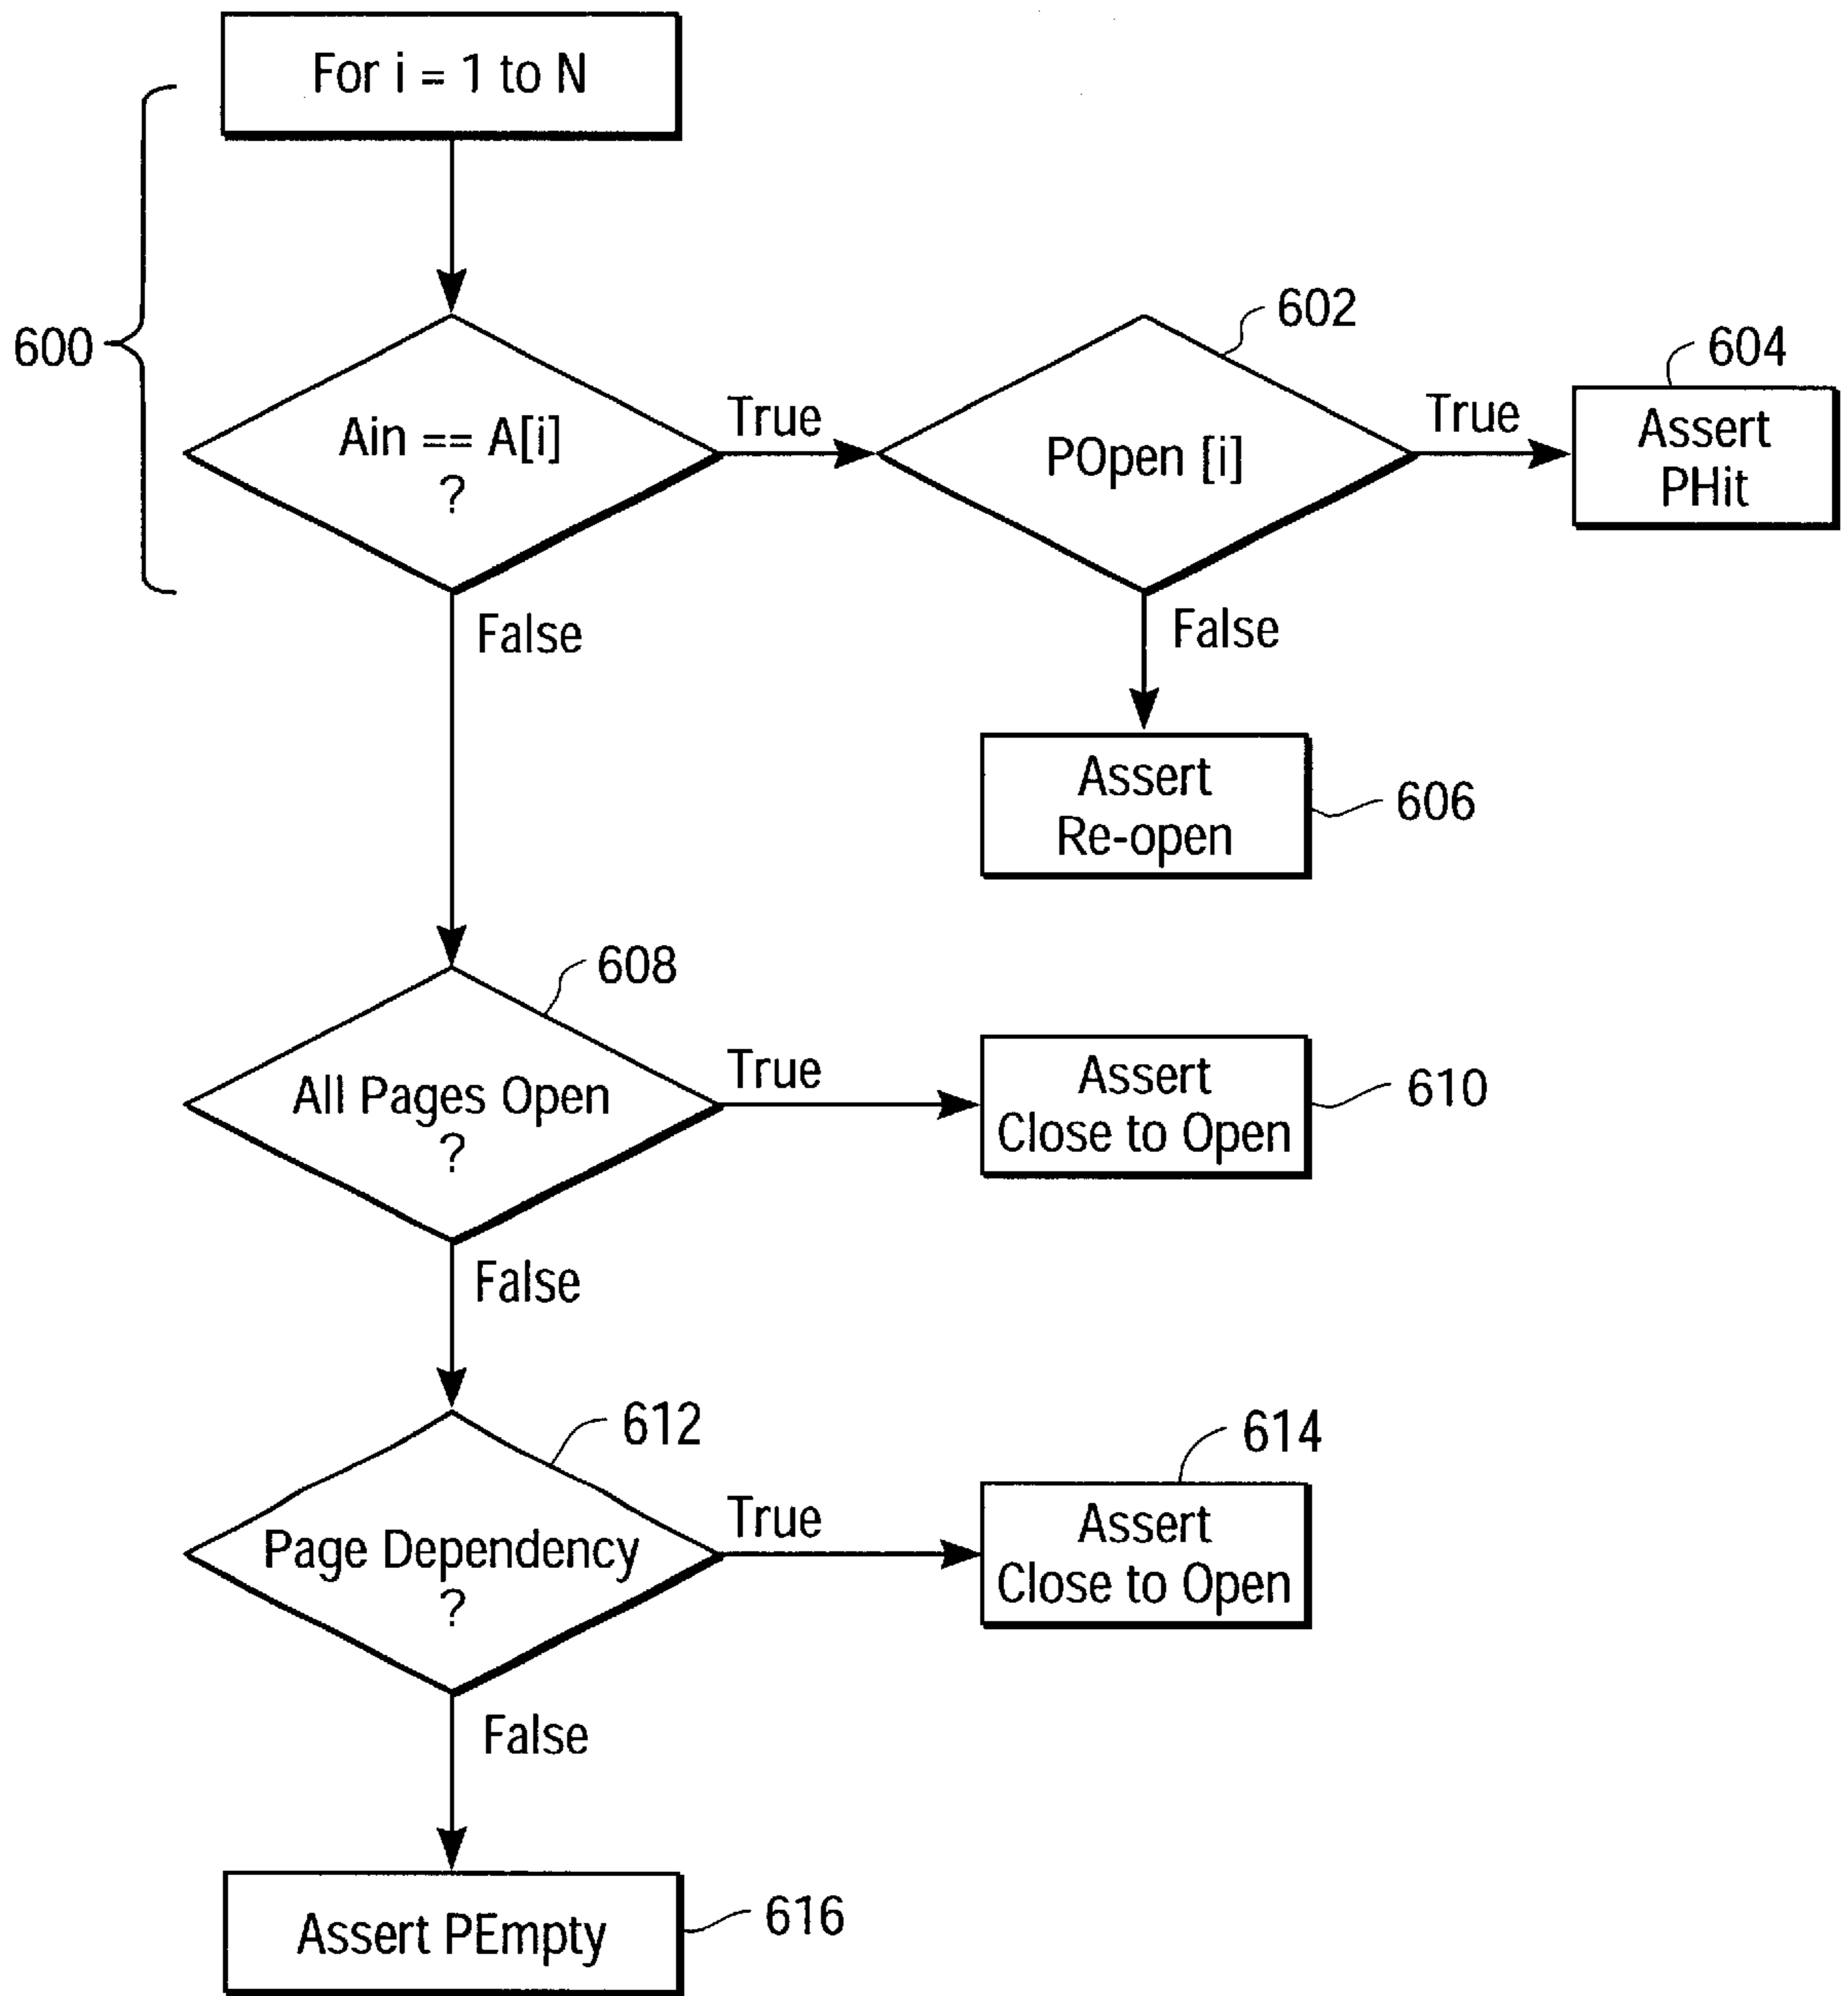 For i = 1 to N
600
Ain == A[i]
?
True
602
POpen [i]
True
604
Assert
PHit
False
False
Assert
Re-open
606
608
All Pages Open
?
True
Assert
Close to Open
610
False
612
Page Dependency
?
True
614
Assert
Close to Open
False
Assert PEmpty
616